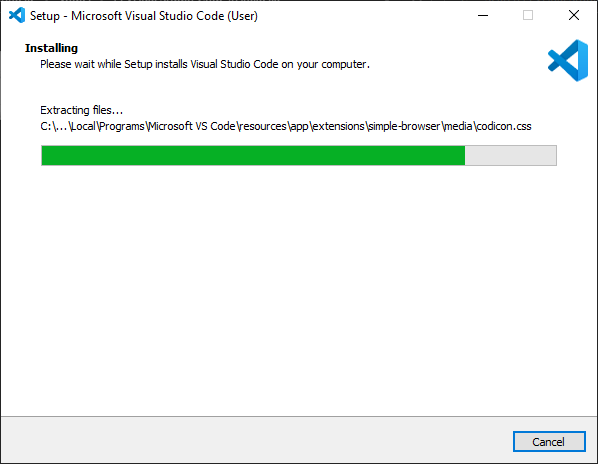 Setup - Microsoft Visual Studio Code (User)
Installing
Please wait while Setup installs Visual Studio Code on your computer.
Extracting files...
C:\...\Local\Programs\Microsoft VS Code\resources\app\extensions\simple-browser\media\codicon.css
Cancel